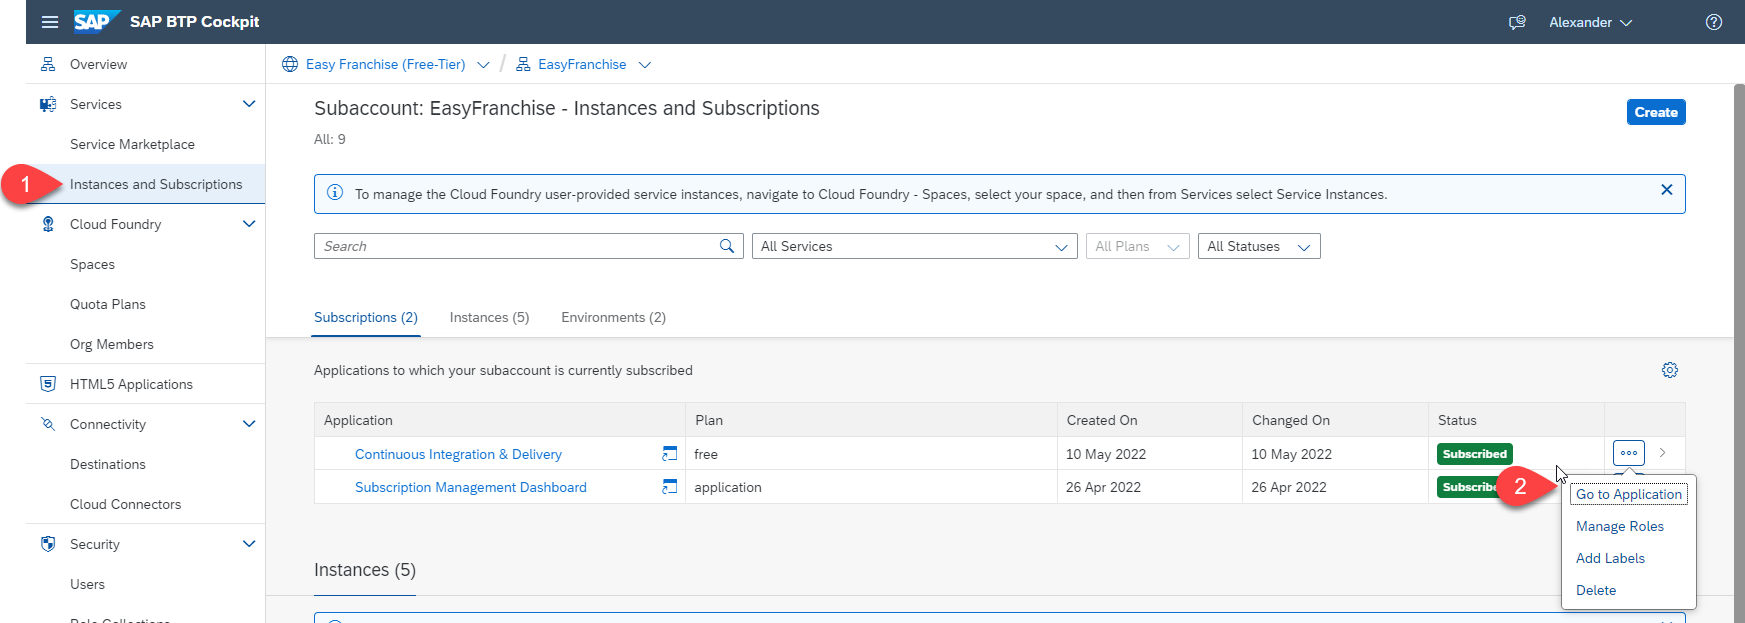 SAP SAP BTP Cockpit
Alexander
Overview
Services
Service Marketplace
1
Instances and Subscriptions
Cloud Foundry
Spaces
Quota Plans
Org Members
HTML5 Applications
Connectivity
Destinations
Cloud Connectors
Security
Users
Role Collections
Easy Franchise (Free-Tier) / EasyFranchise
Subaccount: EasyFranchise - Instances and Subscriptions
Create
All: 9
To manage the Cloud Foundry user-provided service instances, navigate to Cloud Foundry - Spaces, select your space, and then from Services select Service Instances.
Search All Services All Plans All Statuses
Subscriptions (2) Instances (5) Environments (2)
Applications to which your subaccount is currently subscribed
Application Plan Created On Changed On Status
Continuous Integration & Delivery free 10 May 2022 10 May 2022 Subscribed
Subscription Management Dashboard application 26 Apr 2022 26 Apr 2022 Subscribe
2
Go to Application
Manage Roles
Add Labels
Delete
Instances (5)